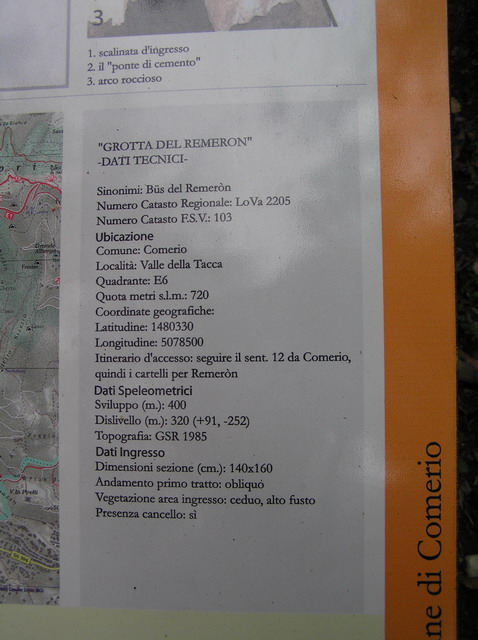 3
1. scalinata d'ingresso
2. il "ponte di cemento"
3. arco roccioso
"GROTTA DEL REMERON"
-DATI TECNICI-
Sinonimi: Büs del Remeròn
Numero Catasto Regionale: LoVa 2205
Numero Catasto F.S.V.: 103
Ubicazione
Comune: Comerio
Località: Valle della Tacca
Quadrante: E6
Quota metri s.l.m.: 720
Coordinate geografiche:
Latitudine: 1480330
Longitudine: 5078500
Itinerario d'accesso: seguire il sent. 12 da Comerio,
quindi i cartelli per Remeròn
Dati Speleometrici
Sviluppo (m.): 400
Dislivello (m.): 320 (+91, -252)
Topografia: GSR 1985
Dati Ingresso
Dimensioni sezione (cm.): 140x160
Andamento primo tratto: obliquo
Vegetazione area ingresso: ceduo, alto fusto
Presenza cancello: sì
ne di Comerio